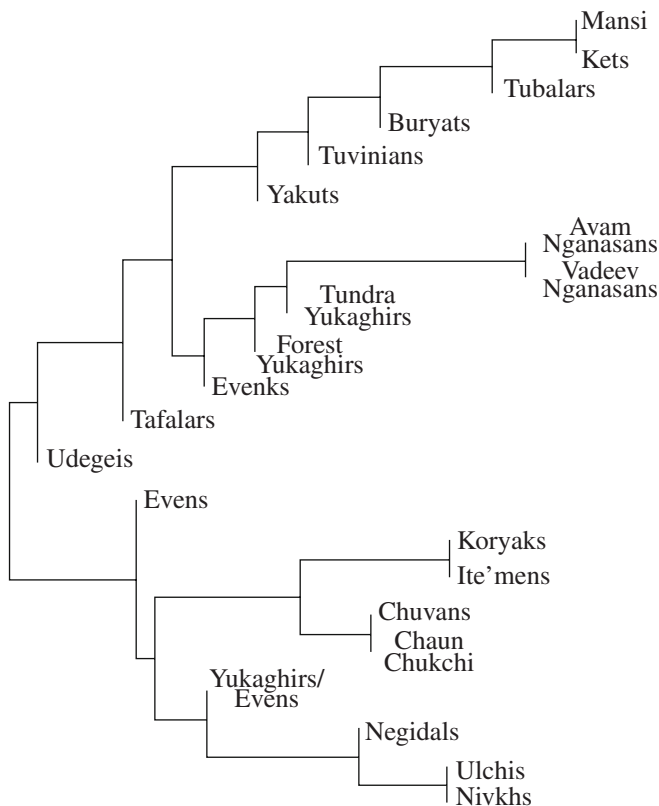 Mansi
Kets
Tubalars
Buryats
Tuvinians
Yakuts
Avam
Nganasans
Vadeev
Nganasans
Tundra
Yukaghirs
Forest
Yukaghirs
Evenks
Tafalars
Udegeis
Evens
Koryaks
Ite’mens
Chuvans
Chaun
Chukchi
Yukaghirs/
Evens
Negidals
Ulchis
Nivkhs